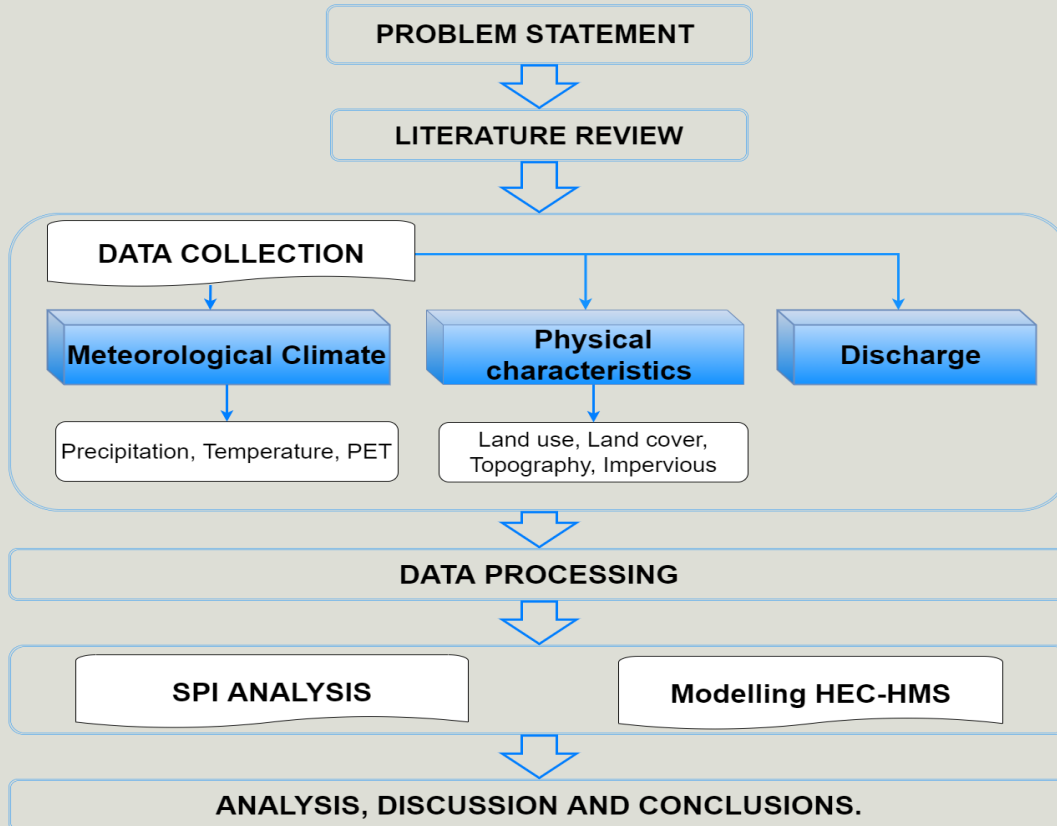 PROBLEM STATEMENT
LITERATURE REVIEW
DATA COLLECTION
Meteorological Climate
Physical
characteristics
Discharge
Precipitation, Temperature, PET
Land use, Land cover,
Topography, Impervious
DATA PROCESSING
SPI ANALYSIS
Modelling HEC-HMS
ANALYSIS, DISCUSSION AND CONCLUSIONS.